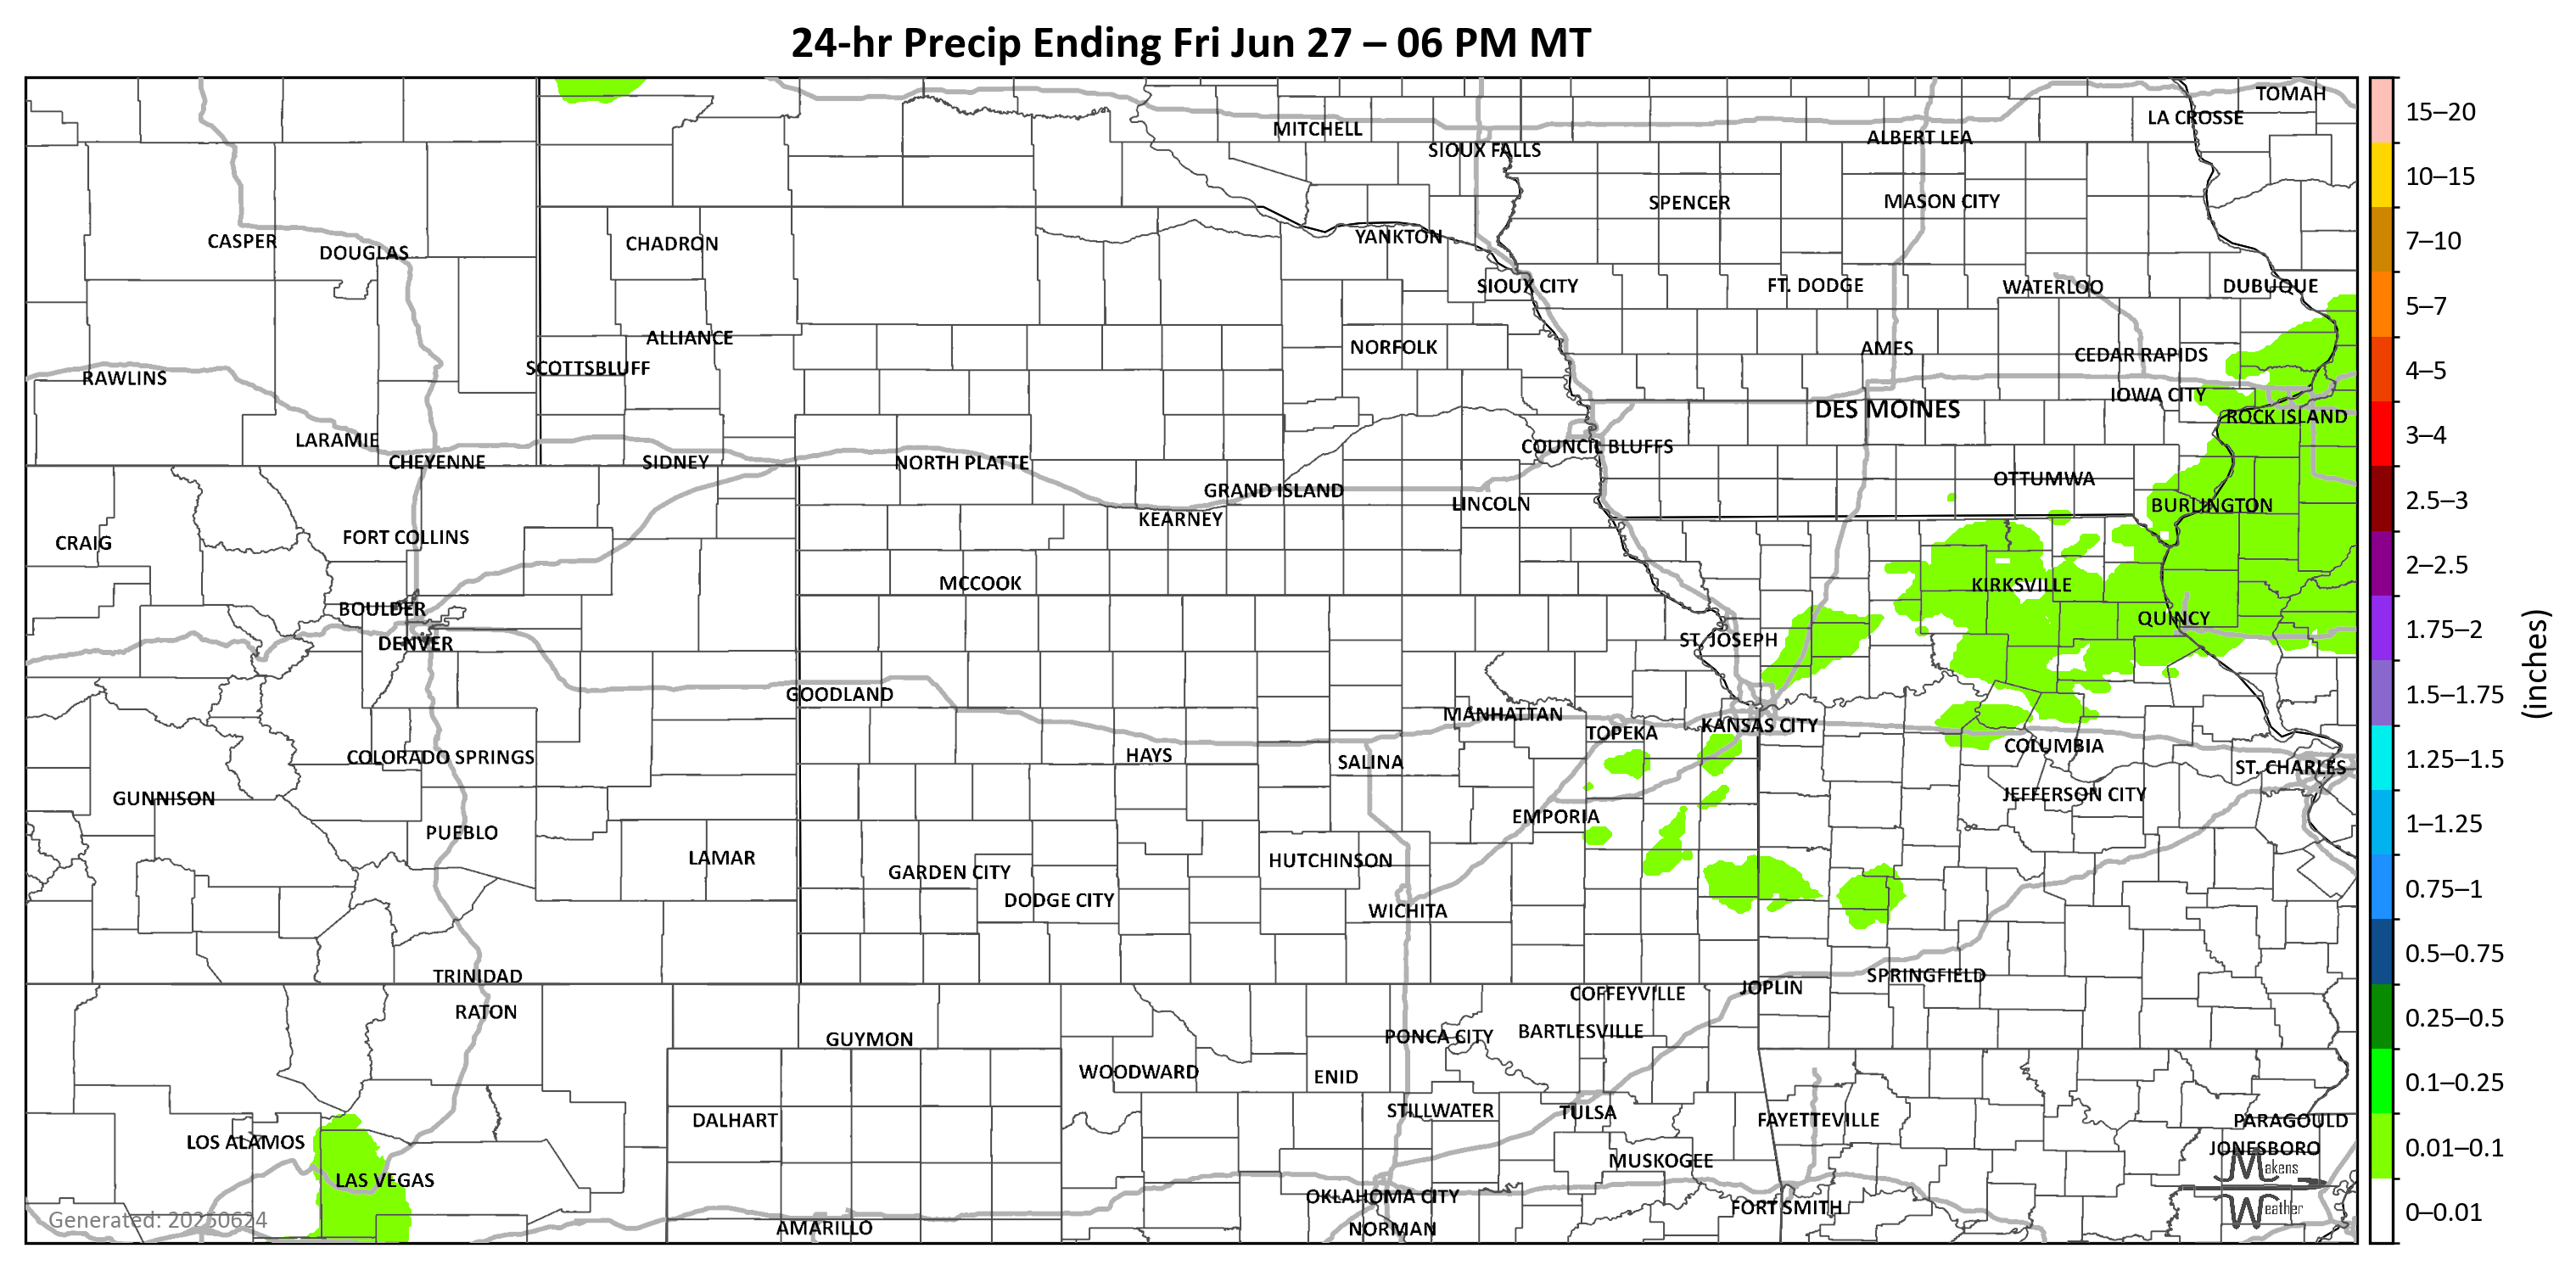 24-hr Precip Ending Fri Jun 27 – 06 PM MT
TOMAH
LA CROSSE
MITCHELL
ALBERT LEA
SIOUX FALLS
SPENCER
MASON CITY
YANKTON
CASPER
CHADRON
DOUGLAS
SIOUX CITY
FT. DODGE
WATERLOO
DUBUQUE
ALLIANCE
NORFOLK
AMES
CEDAR RAPIDS
SCOTTSBLUFF
RAWLINS
IOWA CITY
DES MOINES
ROCK ISLAND
LARAMIE
COUNCIL BLUFFS
CHEYENNE
SIDNEY
NORTH PLATTE
OTTUMWA
GRAND ISLAND
LINCOLN
BURLINGTON
KEARNEY
CRAIG
FORT COLLINS
MCCOOK
KIRKSVILLE
BOULDER
QUINCY
DENVER
ST. JOSEPH
GOODLAND
MANHATTAN
KANSAS CITY
TOPEKA
COLUMBIA
COLORADO SPRINGS
HAYS
SALINA
ST. CHARLES
GUNNISON
JEFFERSON CITY
EMPORIA
PUEBLO
LAMAR
HUTCHINSON
GARDEN CITY
DODGE CITY
WICHITA
TRINIDAD
SPRINGFIELD
JOPLIN
COFFEYVILLE
RATON
BARTLESVILLE
PONCA CITY
GUYMON
WOODWARD
ENID
STILLWATER
TULSA
DALHART
FAYETTEVILLE
PARAGOULD
LOS ALAMOS
JONESBORO
MUSKOGEE
LAS VEGAS
OKLAHOMA CITY
FORT SMITH
AMARILLO
NORMAN
Generated: 20250624
Makens
Weather
15–20
10–15
7–10
5–7
4–5
3–4
2.5–3
2–2.5
1.75–2
1.5–1.75
1.25–1.5
1–1.25
0.75–1
0.5–0.75
0.25–0.5
0.1–0.25
0.01–0.1
0–0.01
(inches)